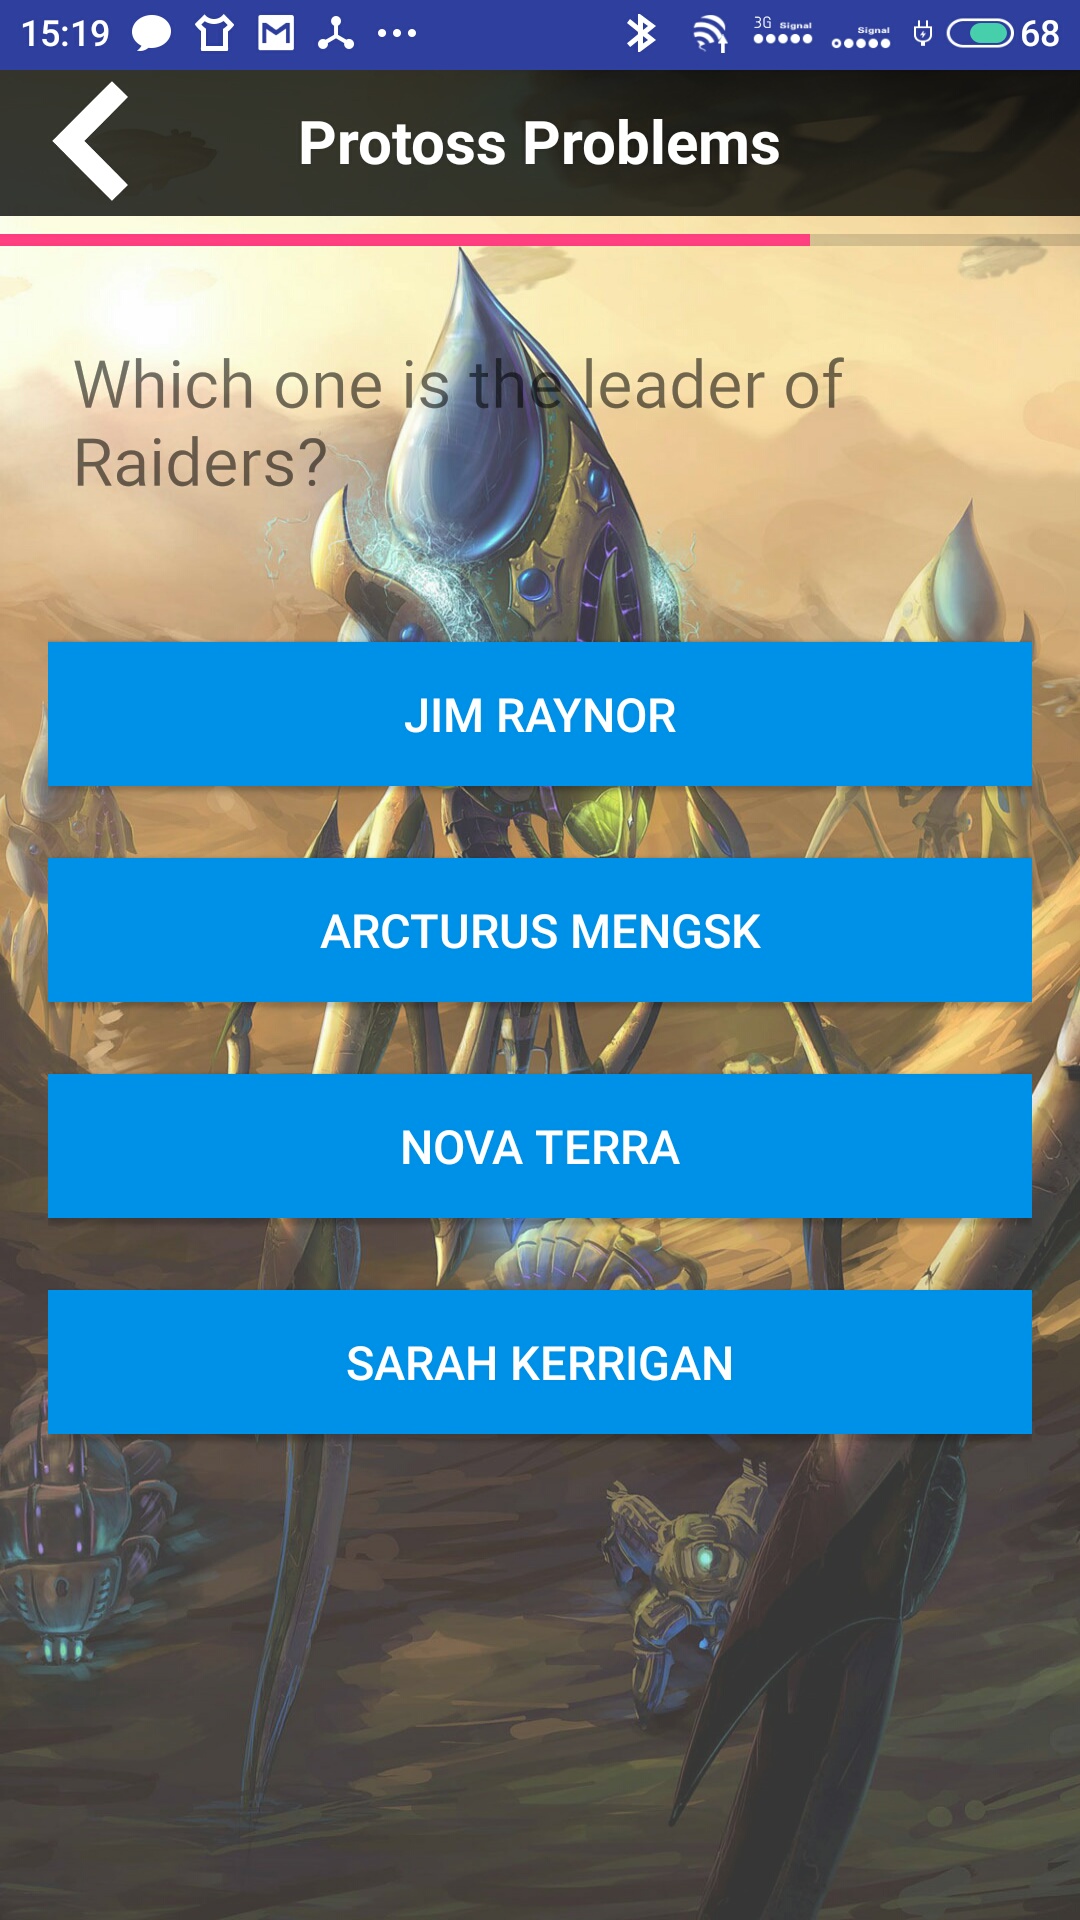 15:19
3G Signal
Signal
68
Protoss Problems
Which one is the leader of
Raiders?
JIM RAYNOR
ARCTURUS MENGSK
NOVA TERRA
SARAH KERRIGAN